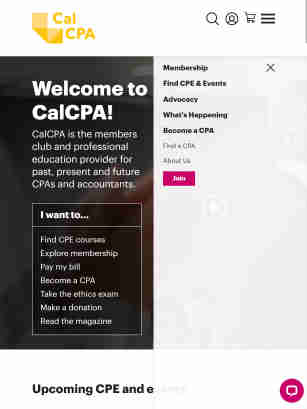 Cal
CPA
Membership
Find CPE & Events
Advocacy
What's Happening
Become a CPA
Find a CPA
About Us
Join
Welcome to
CalCPA!
CalCPA is the members
club and professional
education provider for
past, present and future
CPAs and accountants.
I want to...
Find CPE courses
Explore membership
Pay my bill
Become a CPA
Take the ethics exam
Make a donation
Read the magazine
Upcoming CPE and events